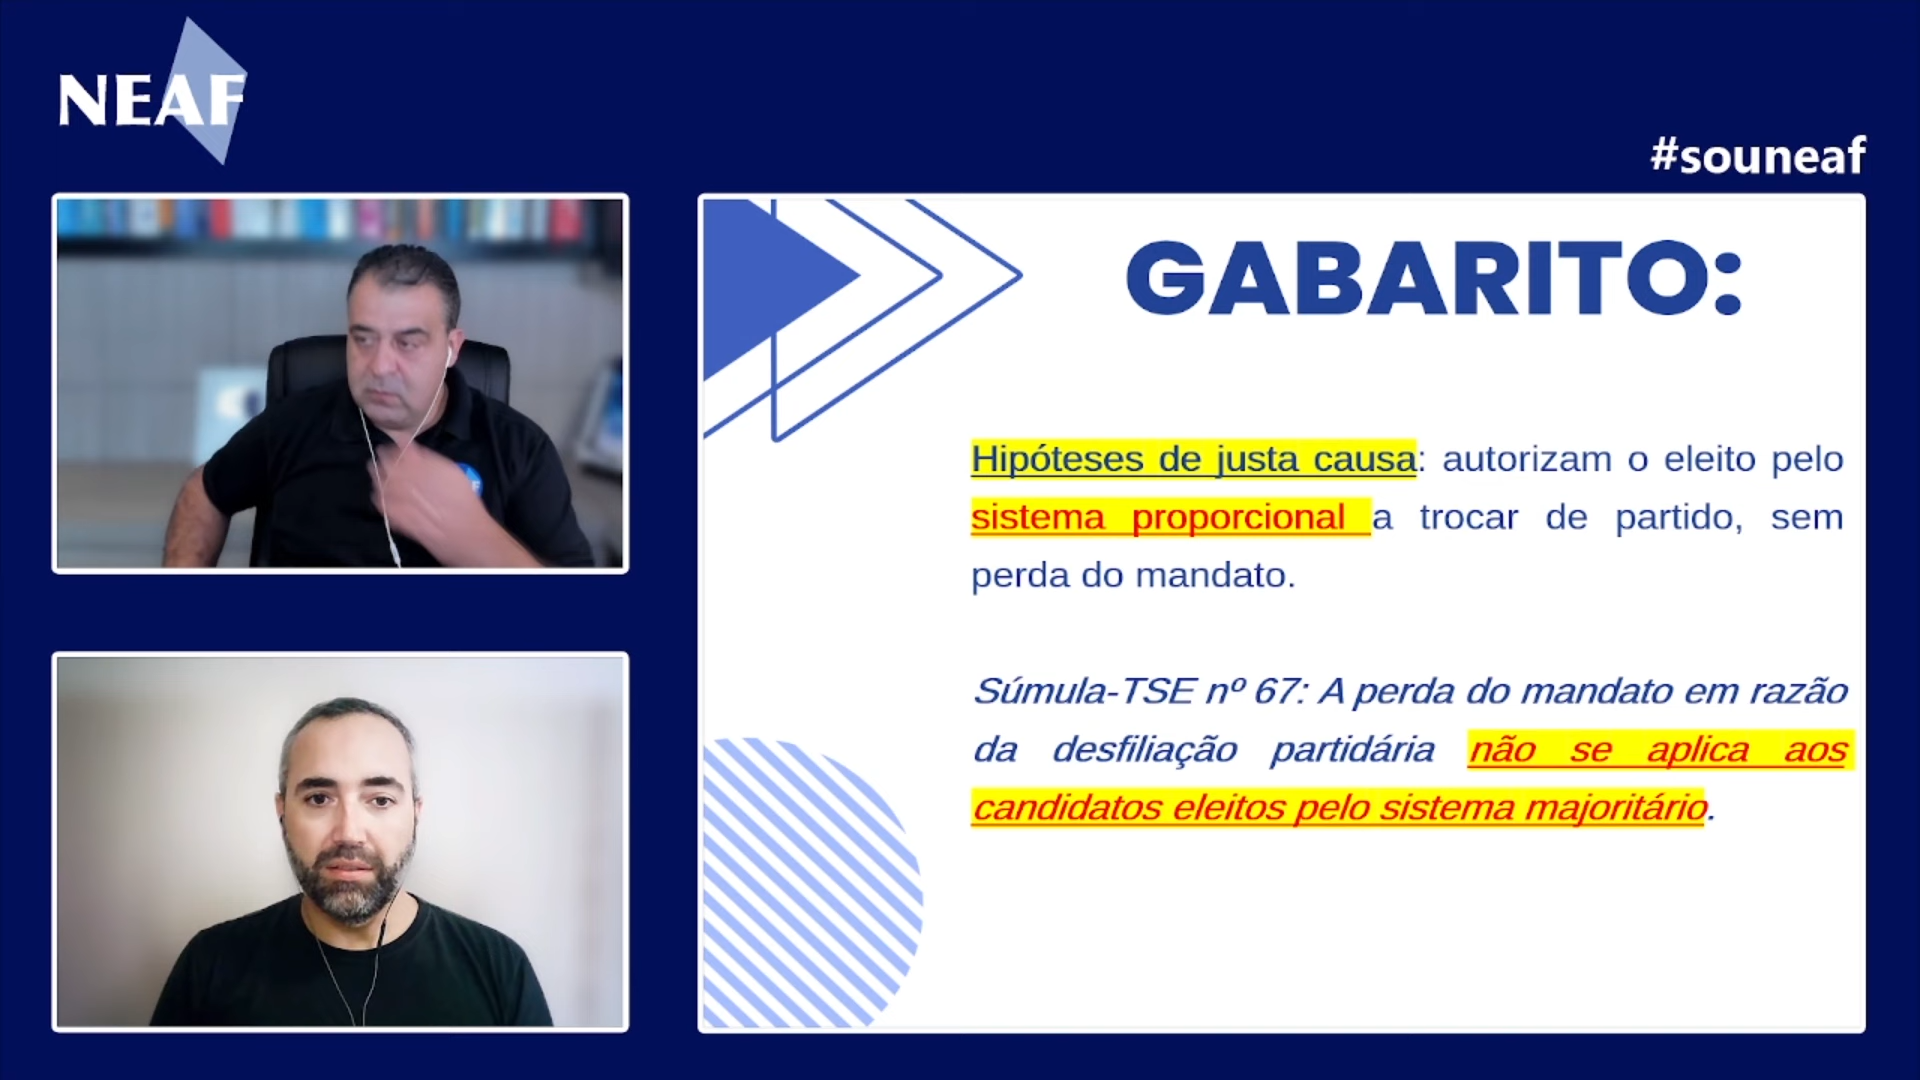 NEAF
#souneaf
GABARITO:
Hipóteses de justa causa: autorizam o eleito pelo
sistema proporcional a trocar de partido, sem
perda do mandato.
Súmula-TSE nº 67: A perda do mandato em razão
da desfiliação partidária não se aplica aos
candidatos eleitos pelo sistema majoritário.